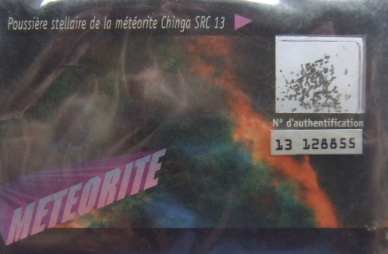 Poussière stellaire de la météorite Chinga SRC 13
N° d'authentification
13 128855
METEORITE